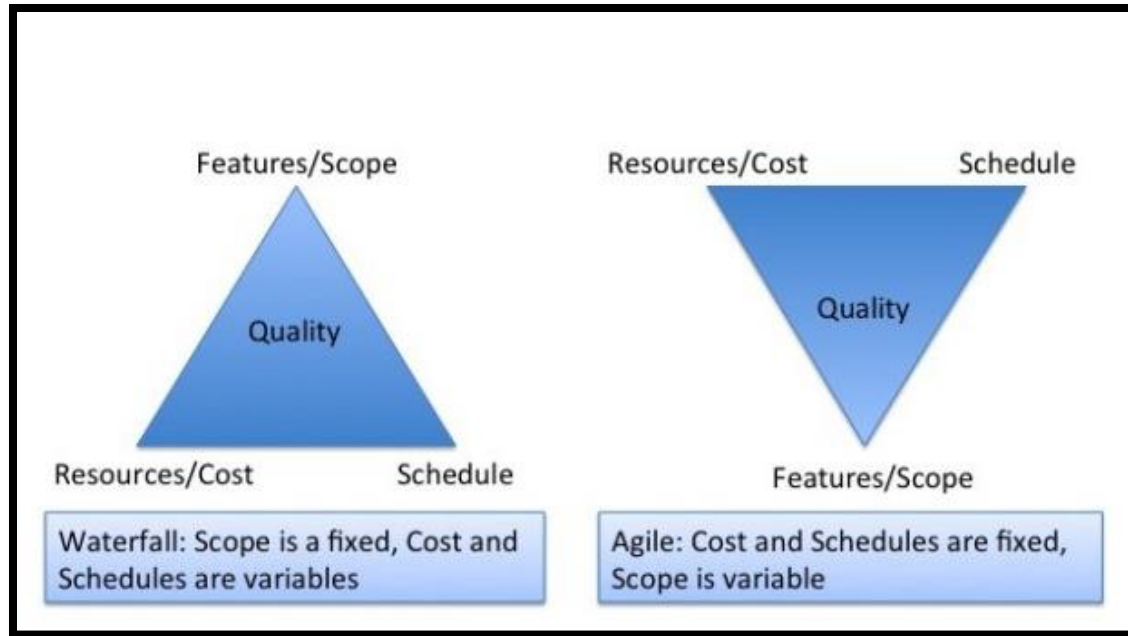 Features/Scope
Quality
Resources/Cost
Schedule
Waterfall: Scope is a fixed, Cost and
Schedules are variables
Resources/Cost
Schedule
Quality
Features/Scope
Agile: Cost and Schedules are fixed,
Scope is variable